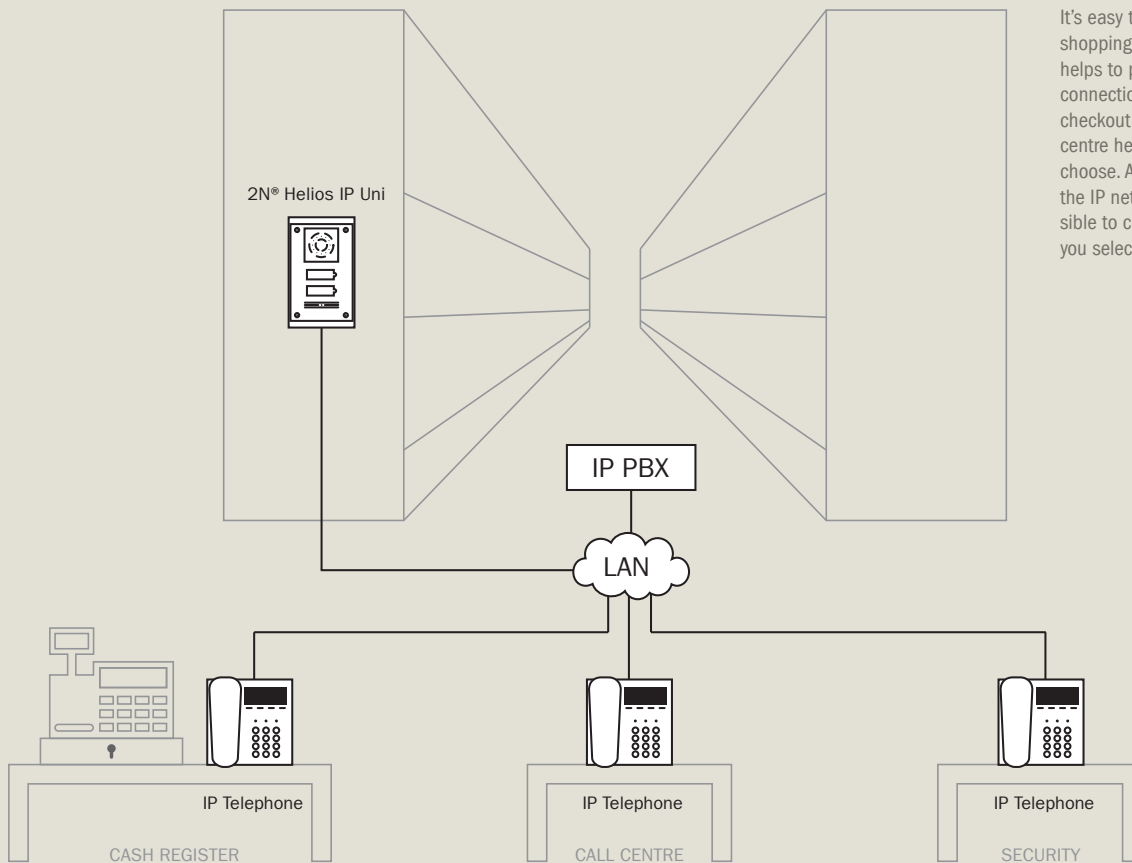 It's easy
shopping
helps to
connectio
checkout
centre he
choose. A
the IP net
sible to c
you selec
2N® Helios IP Uni
IP PBX
LAN
IP Telephone
IP Telephone
IP Telephone
CASH REGISTER
CALL CENTRE
SECURITY